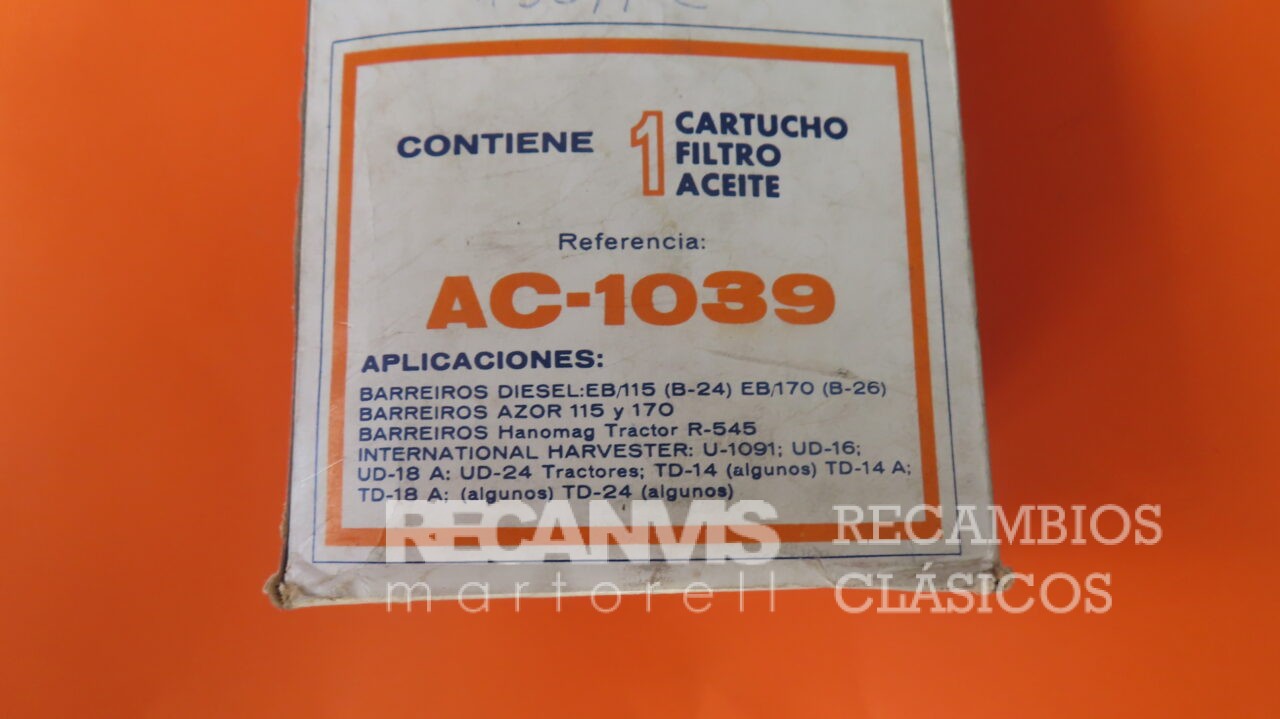 CONTIENE 1 CARTUCHO
FILTRO
ACEITE
Referencia:
AC-1039
APLICACIONES:
BARREIROS DIESEL:EB/115 (B-24) EB/170 (B-26)
BARREIROS AZOR 115 y 170
BARREIROS Hanomag Tractor R-545
INTERNATIONAL HARVESTER: U-1091; UD-16;
UD-18 A: UD-24 Tractores; TD-14 (algunos) TD-14 A;
TD-18 A; (algunos) TD-24 (algunos)
RECANVIS
martorell
RECAMBIOS
CLÁSICOS